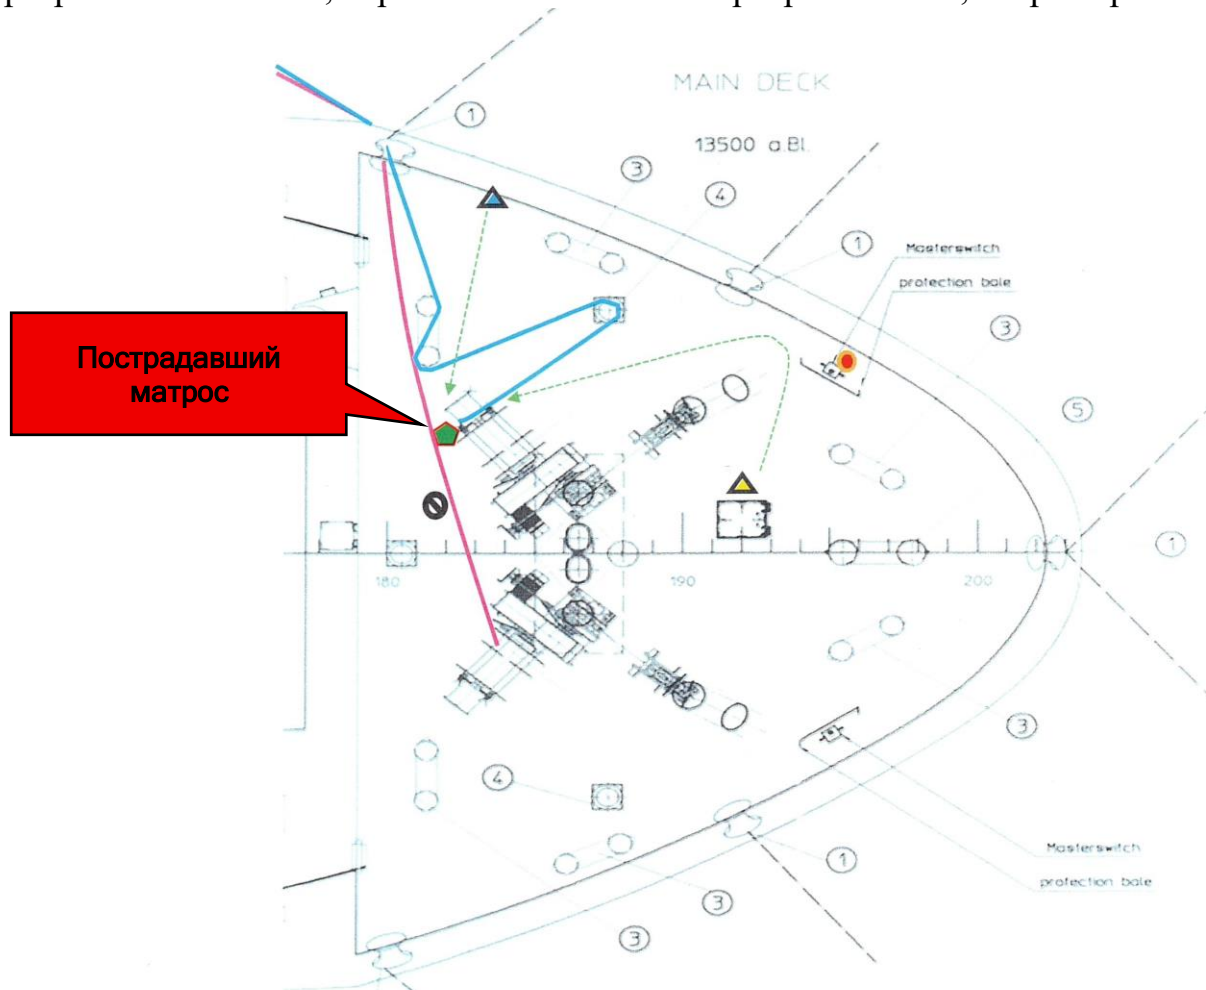 MAIN DECK
1
13500 a.Bl.
3
4
1
Masterswitch
protection bale
3
Пострадавший
матрос
5
1
180
190
200
3
4
Masterswitch
1
protection bale
3
3